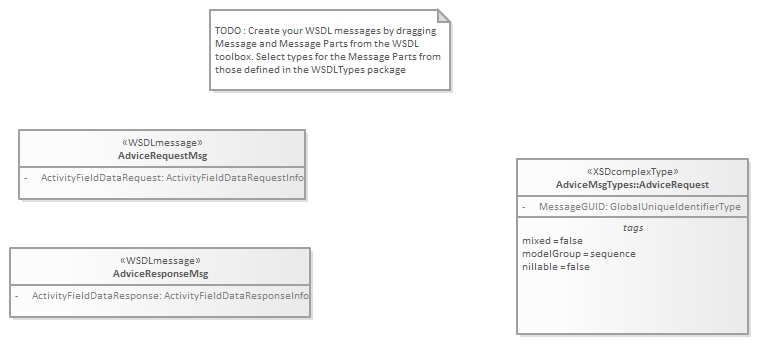 TODO : Create your WSDL messages by dragging
Message and Message Parts from the WSDL
toolbox. Select types for the Message Parts from
those defined in the WSDLTypes package
«WSDLmessage»
AdviceRequestMsg
- ActivityFieldDataRequest: ActivityFieldDataRequestInfo
«XSDcomplexType»
AdviceMsgTypes::AdviceRequest
- MessageGUID: GlobalUniqueIdentifierType
tags
mixed = false
modelGroup = sequence
nillable = false
«WSDLmessage»
AdviceResponseMsg
- ActivityFieldDataResponse: ActivityFieldDataResponseInfo